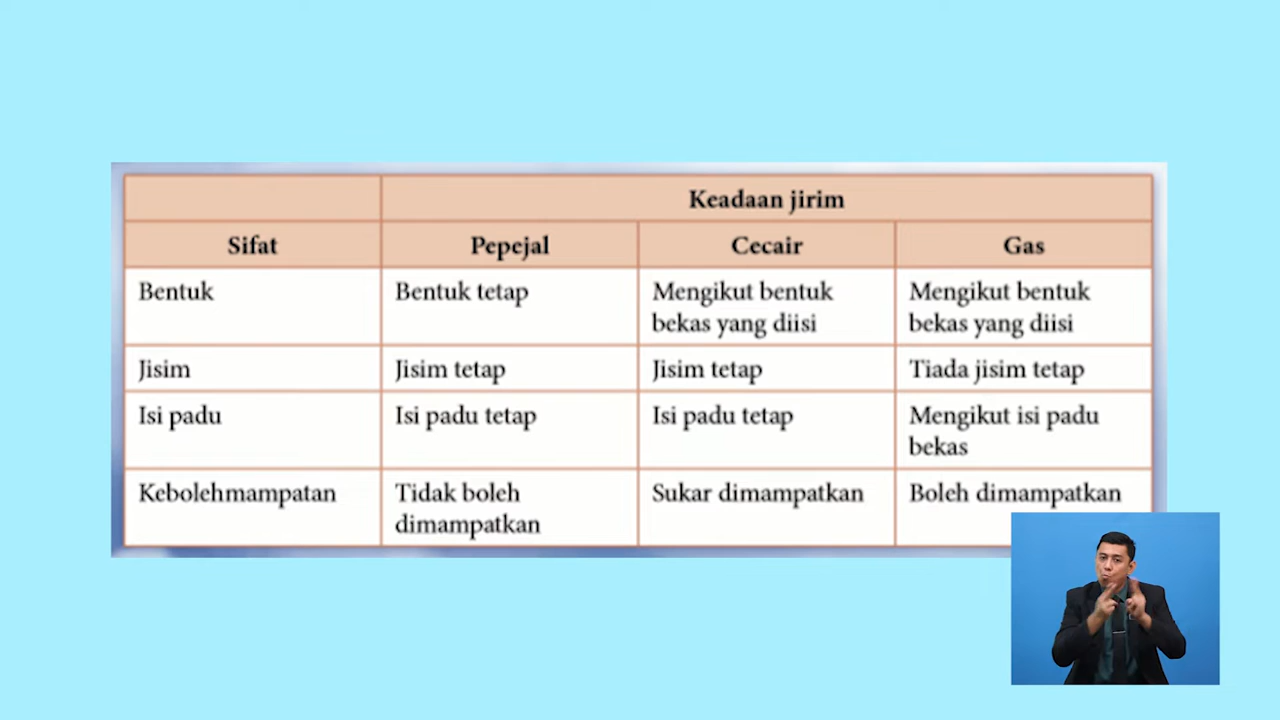 Keadaan jirim
Sifat Pepejal Cecair Gas
Bentuk Bentuk tetap Mengikut bentuk Mengikut bentuk
bekas yang diisi bekas yang diisi
Jisim Jisim tetap Jisim tetap Tiada jisim tetap
Isi padu Isi padu tetap Isi padu tetap Mengikut isi padu
bekas
Kebolehmampatan Tidak boleh Sukar dimampatkan Boleh dimampatkan
dimampatkan